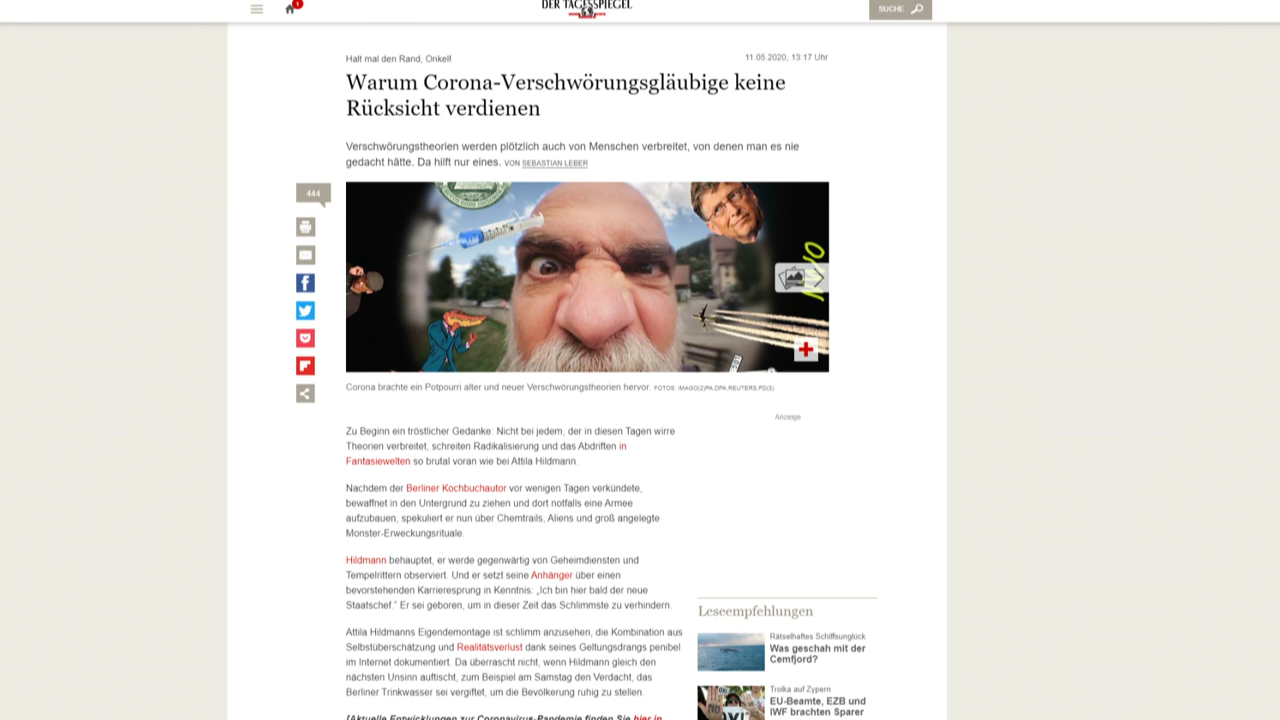 1
DER TAGESSPIEGEL
SUCHE
Halt mal den Rand, Onkel!
11.05.2020, 13:17 Uhr
Warum Corona-Verschwörungsgläubige keine
Rücksicht verdienen
Verschwörungstheorien werden plötzlich auch von Menschen verbreitet, von denen man es nie
gedacht hätte. Da hilft nur eines. VON SEBASTIAN LEBER
444
Corona brachte ein Potpourri alter und neuer Verschwörungstheorien hervor. FOTOS: IMAGO(2)PA,DPA,REUTERS,PD(3)
Anzeige
Zu Beginn ein tröstlicher Gedanke: Nicht bei jedem, der in diesen Tagen wirre
Theorien verbreitet, schreiten Radikalisierung und das Abdriften in
Fantasiewelten so brutal voran wie bei Attila Hildmann.
Nachdem der Berliner Kochbuchautor vor wenigen Tagen verkündete,
bewaffnet in den Untergrund zu ziehen und dort notfalls eine Armee
aufzubauen, spekuliert er nun über Chemtrails, Aliens und groß angelegte
Monster-Erweckungsrituale.
Hildmann behauptet, er werde gegenwärtig von Geheimdiensten und
Tempelrittern observiert. Und er setzt seine Anhänger über einen
bevorstehenden Karrieresprung in Kenntnis: „Ich bin hier bald der neue
Staatschef.“ Er sei geboren, um in dieser Zeit das Schlimmste zu verhindern.
Attila Hildmanns Eigendemontage ist schlimm anzusehen, die Kombination aus
Selbstüberschätzung und Realitätsverlust dank seines Geltungsdrangs penibel
im Internet dokumentiert. Da überrascht nicht, wenn Hildmann gleich den
nächsten Unsinn auftischt, zum Beispiel am Samstag den Verdacht, das
Berliner Trinkwasser sei vergiftet, um die Bevölkerung ruhig zu stellen.
[Aktuelle Entwicklungen zur Coronavirus-Pandemie finden Sie hier in
Leseempfehlungen
Rätselhaftes Schiffsunglück
Was geschah mit der
Cemfjord?
Troika auf Zypern
EU-Beamte, EZB und
IWF brachten Sparer